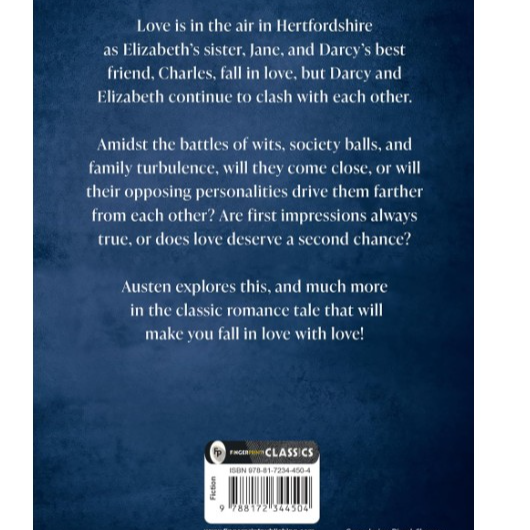 Love is in the air in Hertfordshire
as Elizabeth's sister, Jane, and Darcy's best
friend, Charles, fall in love, but Darcy and
Elizabeth continue to clash with each other.
Amidst the battles of wits, society balls, and
family turbulence, will they come close, or will
their opposing personalities drive them farther
from each other? Are first impressions always
true, or does love deserve a second chance?
Austen explores this, and much more
in the classic romance tale that will
make you fall in love with love!
FP
FINGERPRINT CLASSICS
ISBN 978-81-7234-450-4
Fiction
9 788172 344504